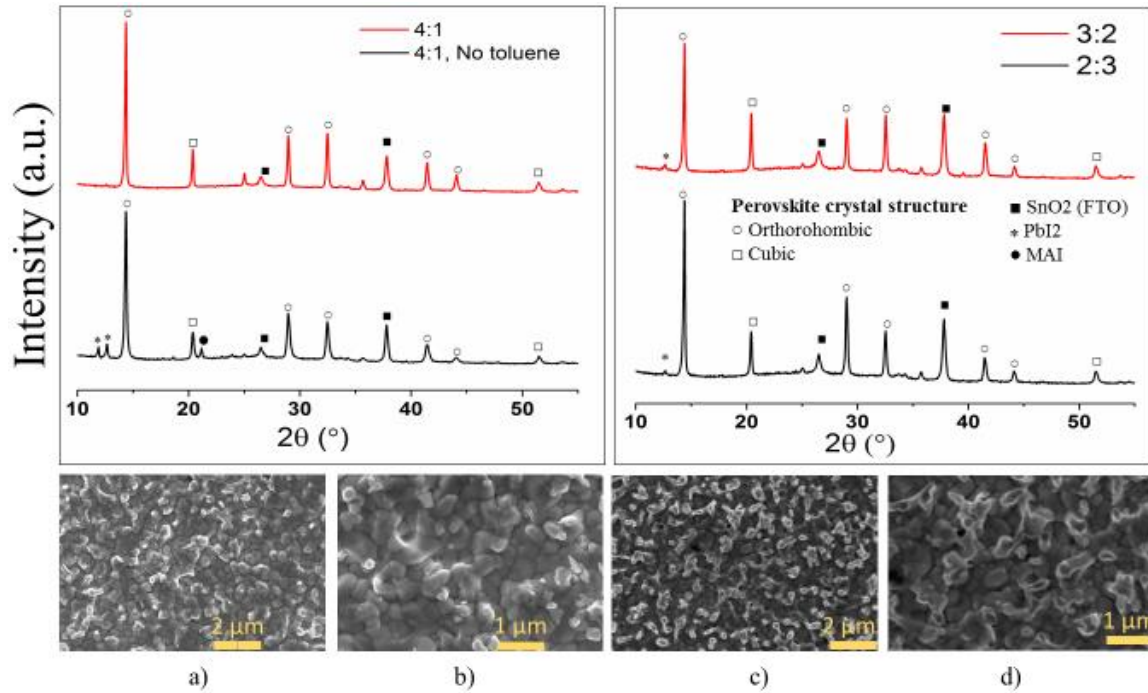 Intensity (a.u.)
4:1
4:1, No toluene
10 20 30 40 50
2θ (°)
3:2
2:3
Perovskite crystal structure
○ Orthorohombic
□ Cubic
■ SnO2 (FTO)
* PbI2
● MAI
10 20 30 40 50
2θ (°)
2 μm
1 μm
2 μm
1 μm
a) b) c) d)